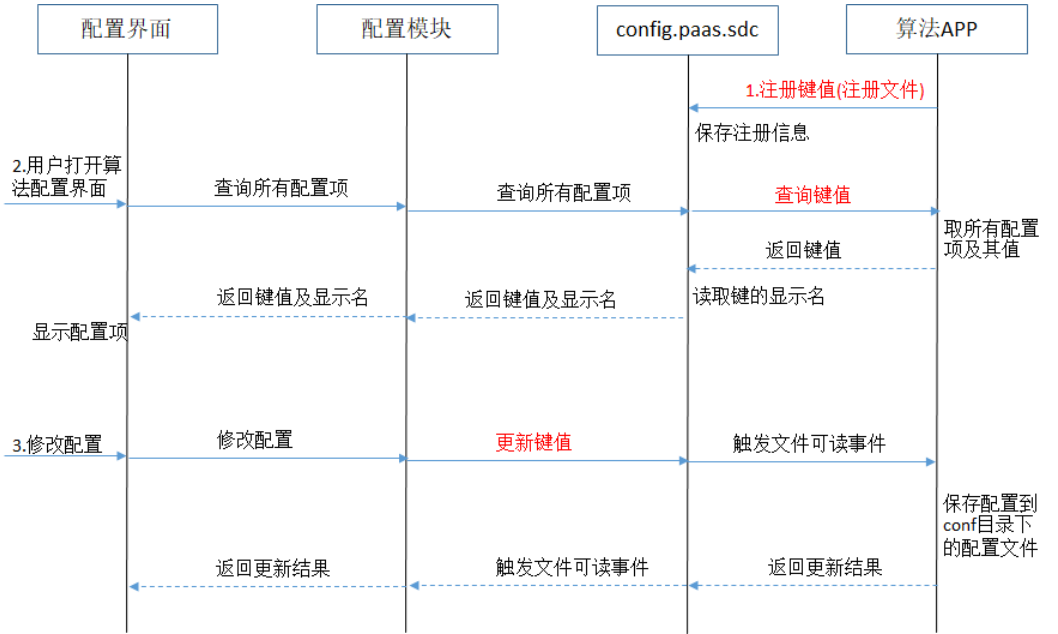 配置界面
配置模块
config.paas.sdc
算法APP
1.注册键值(注册文件)
保存注册信息
2.用户打开算
法配置界面
查询所有配置项
查询所有配置项
查询键值
取所有配置
项及其值
返回键值
返回键值及显示名
返回键值及显示名
读取键的显示名
显示配置项
3.修改配置
修改配置
更新键值
触发文件可读事件
保存配置到
conf目录下
的配置文件
返回更新结果
触发文件可读事件
返回更新结果